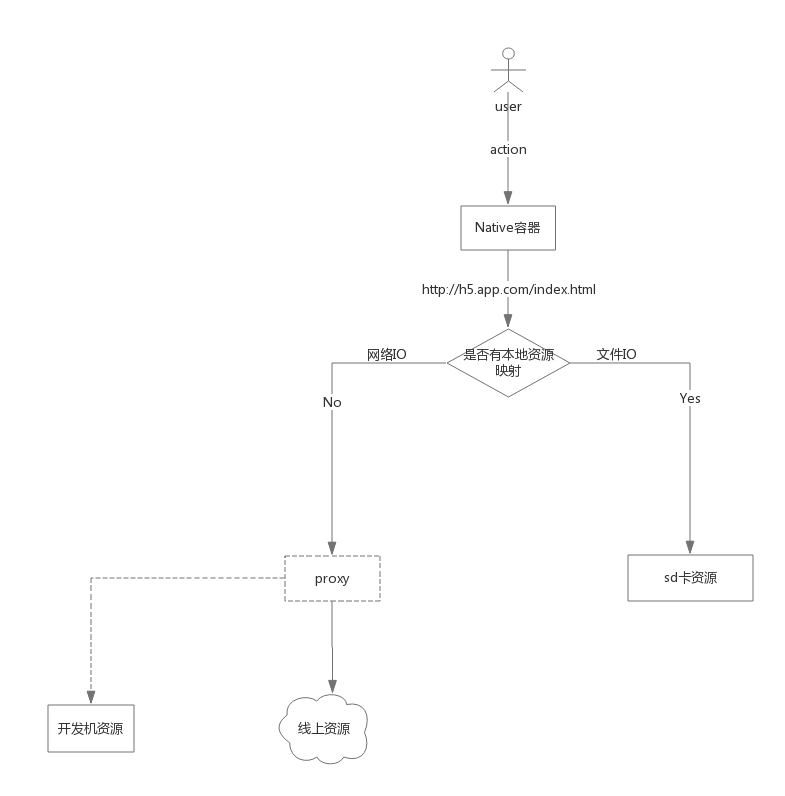 user
action
Native容器
http://h5.app.com/index.html
网络IO
是否有本地资源
映射
文件IO
No
Yes
proxy
sd卡资源
开发机资源
线上资源